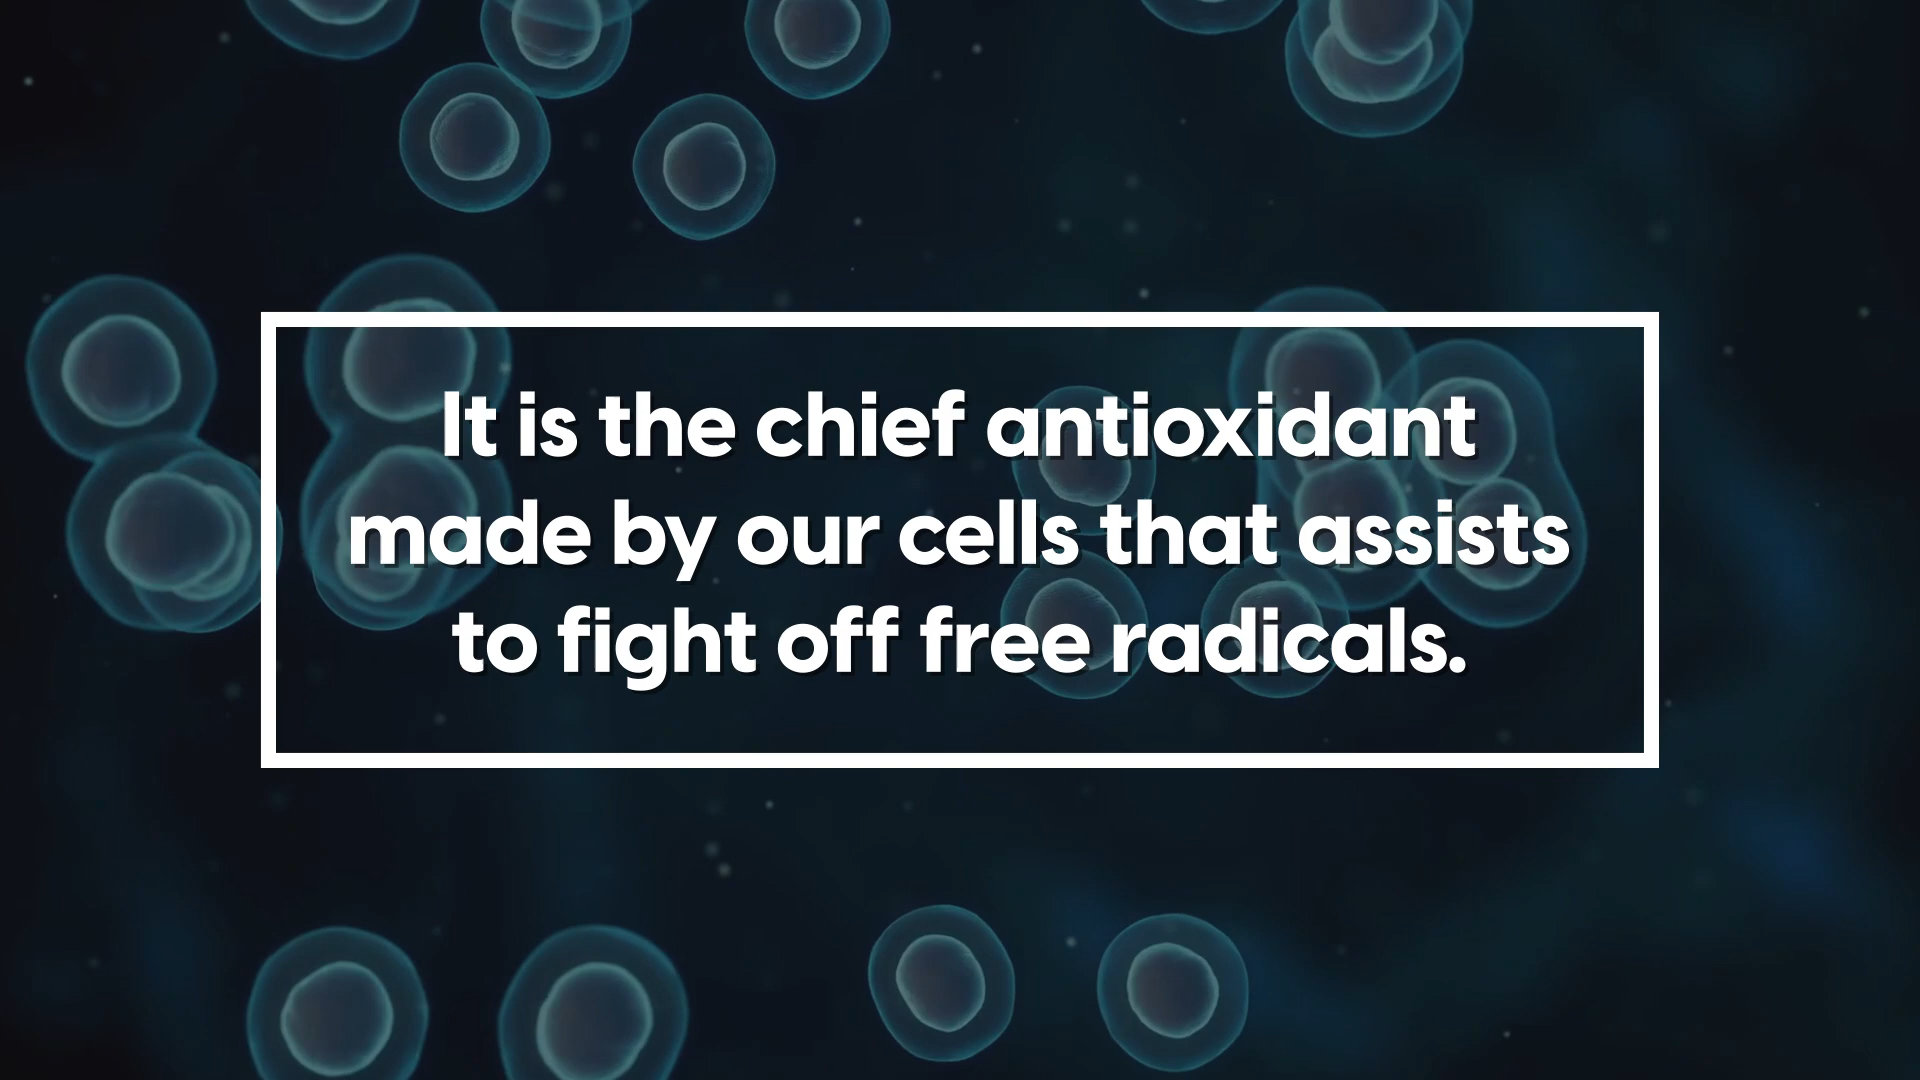 It is the chief antioxidant
made by our cells that assists
to fight off free radicals.